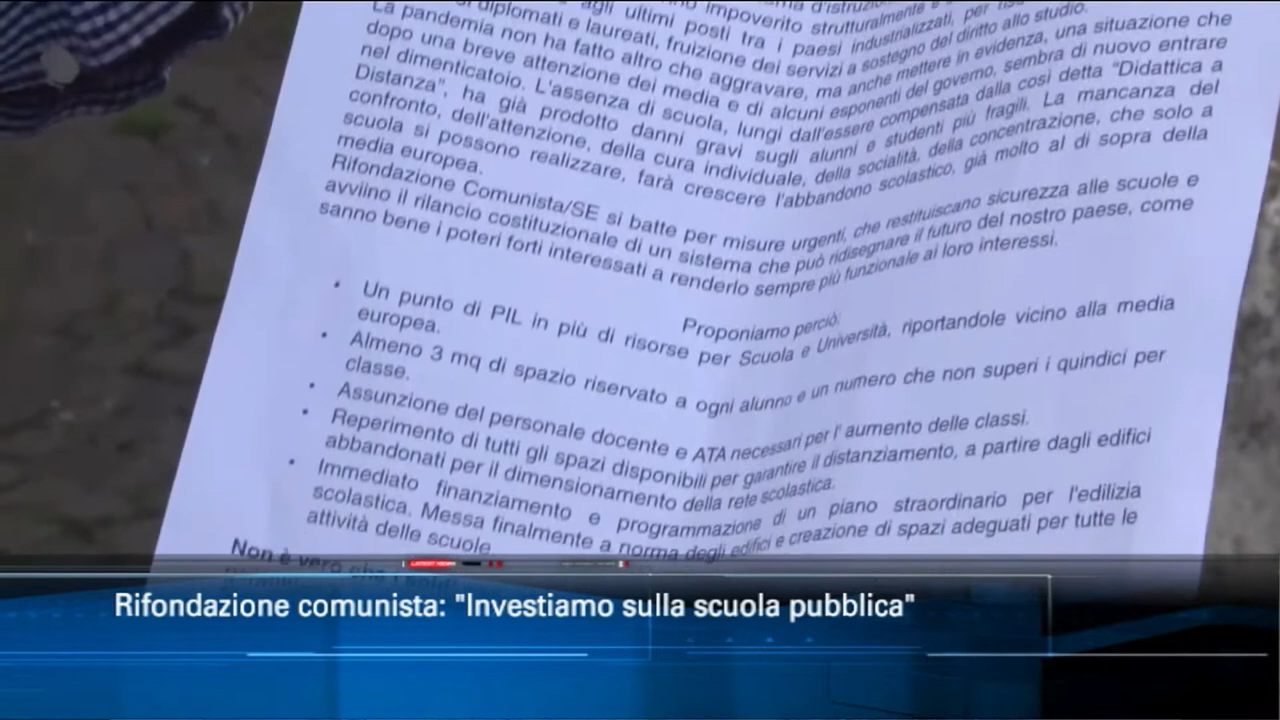 agli ultimi posti tra i paesi industrializzati, per
diplomati e laureati, fruizione dei servizi a sostegno del diritto allo studio.
La pandemia non ha fatto altro che aggravare, ma anche mettere in evidenza, una situazione che
dopo una breve attenzione dei media e di alcuni esponenti del governo, sembra di nuovo entrare
nel dimenticatoio. L'assenza di scuola, lungi dall'essere compensata dalla così detta "Didattica a
Distanza", ha già prodotto danni gravi sugli alunni e studenti più fragili. La mancanza del
confronto, dell'attenzione, della cura individuale, della socialità, della concentrazione, che solo a
scuola si possono realizzare, farà crescere l'abbandono scolastico, già molto al di sopra della
media europea.
Rifondazione Comunista/SE si batte per misure urgenti, che restituiscano sicurezza alle scuole e
avviino il rilancio costituzionale di un sistema che può ridisegnare il futuro del nostro paese, come
sanno bene i poteri forti interessati a renderlo sempre più funzionale ai loro interessi.
Proponiamo perciò:
• Un punto di PIL in più di risorse per Scuola e Università, riportandole vicino alla media
europea.
• Almeno 3 mq di spazio riservato a ogni alunno e un numero che non superi i quindici per
classe.
• Assunzione del personale docente e ATA necessari per l' aumento delle classi.
• Reperimento di tutti gli spazi disponibili per garantire il distanziamento, a partire dagli edifici
abbandonati per il dimensionamento della rete scolastica.
• Immediato finanziamento e programmazione di un piano straordinario per l'edilizia
scolastica. Messa finalmente a norma degli edifici e creazione di spazi adeguati per tutte le
attività delle scuole.
Non è vero che
LATEST NEWS
Rifondazione comunista: "Investiamo sulla scuola pubblica"